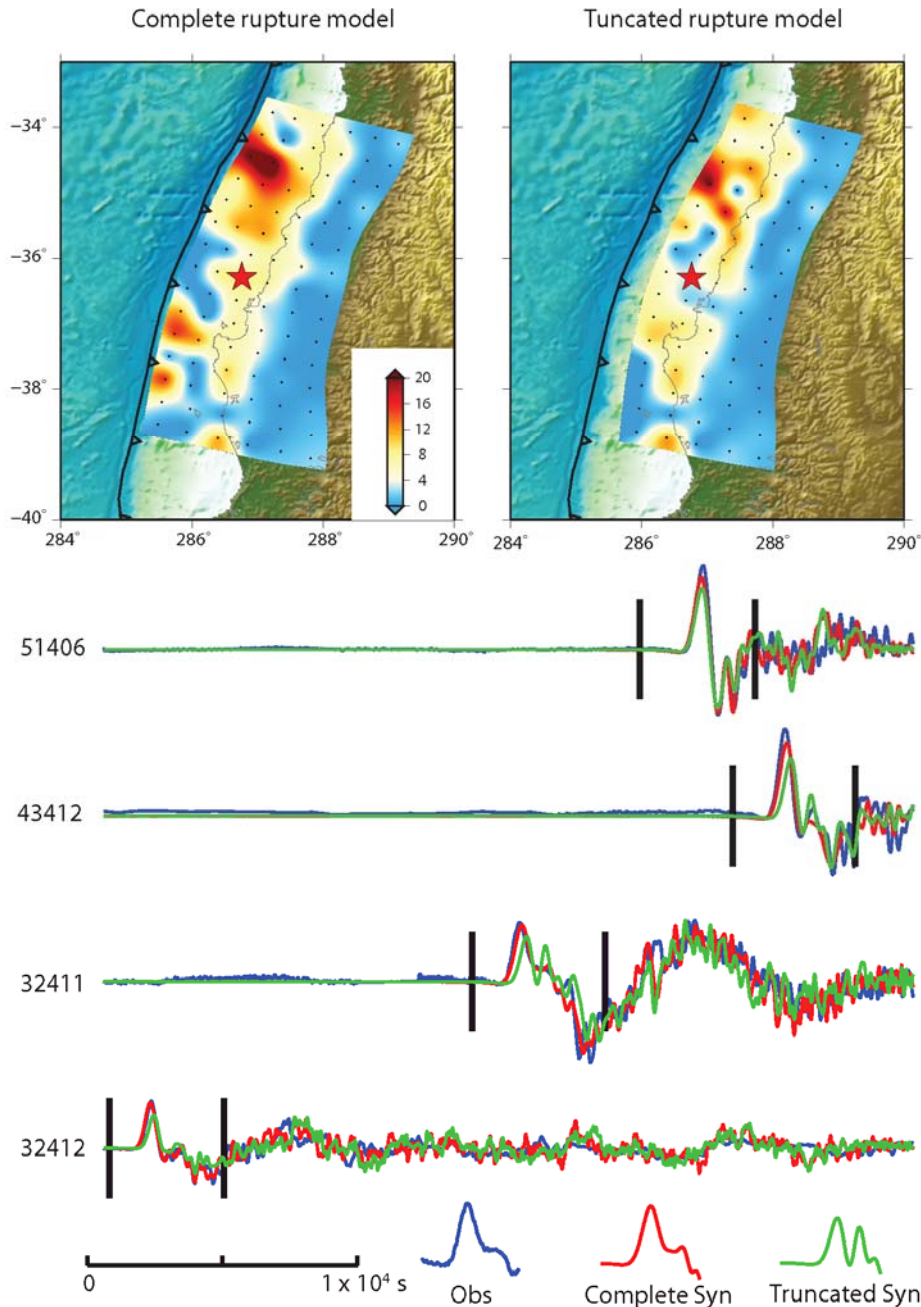 Complete rupture model
Tuncated rupture model
−34°
−36°
−38°
−40°
20
16
12
8
4
0
284° 286° 288° 290°
284° 286° 288° 290°
51406
43412
32411
32412
0 1 x 10⁴ s
Obs Complete Syn Truncated Syn